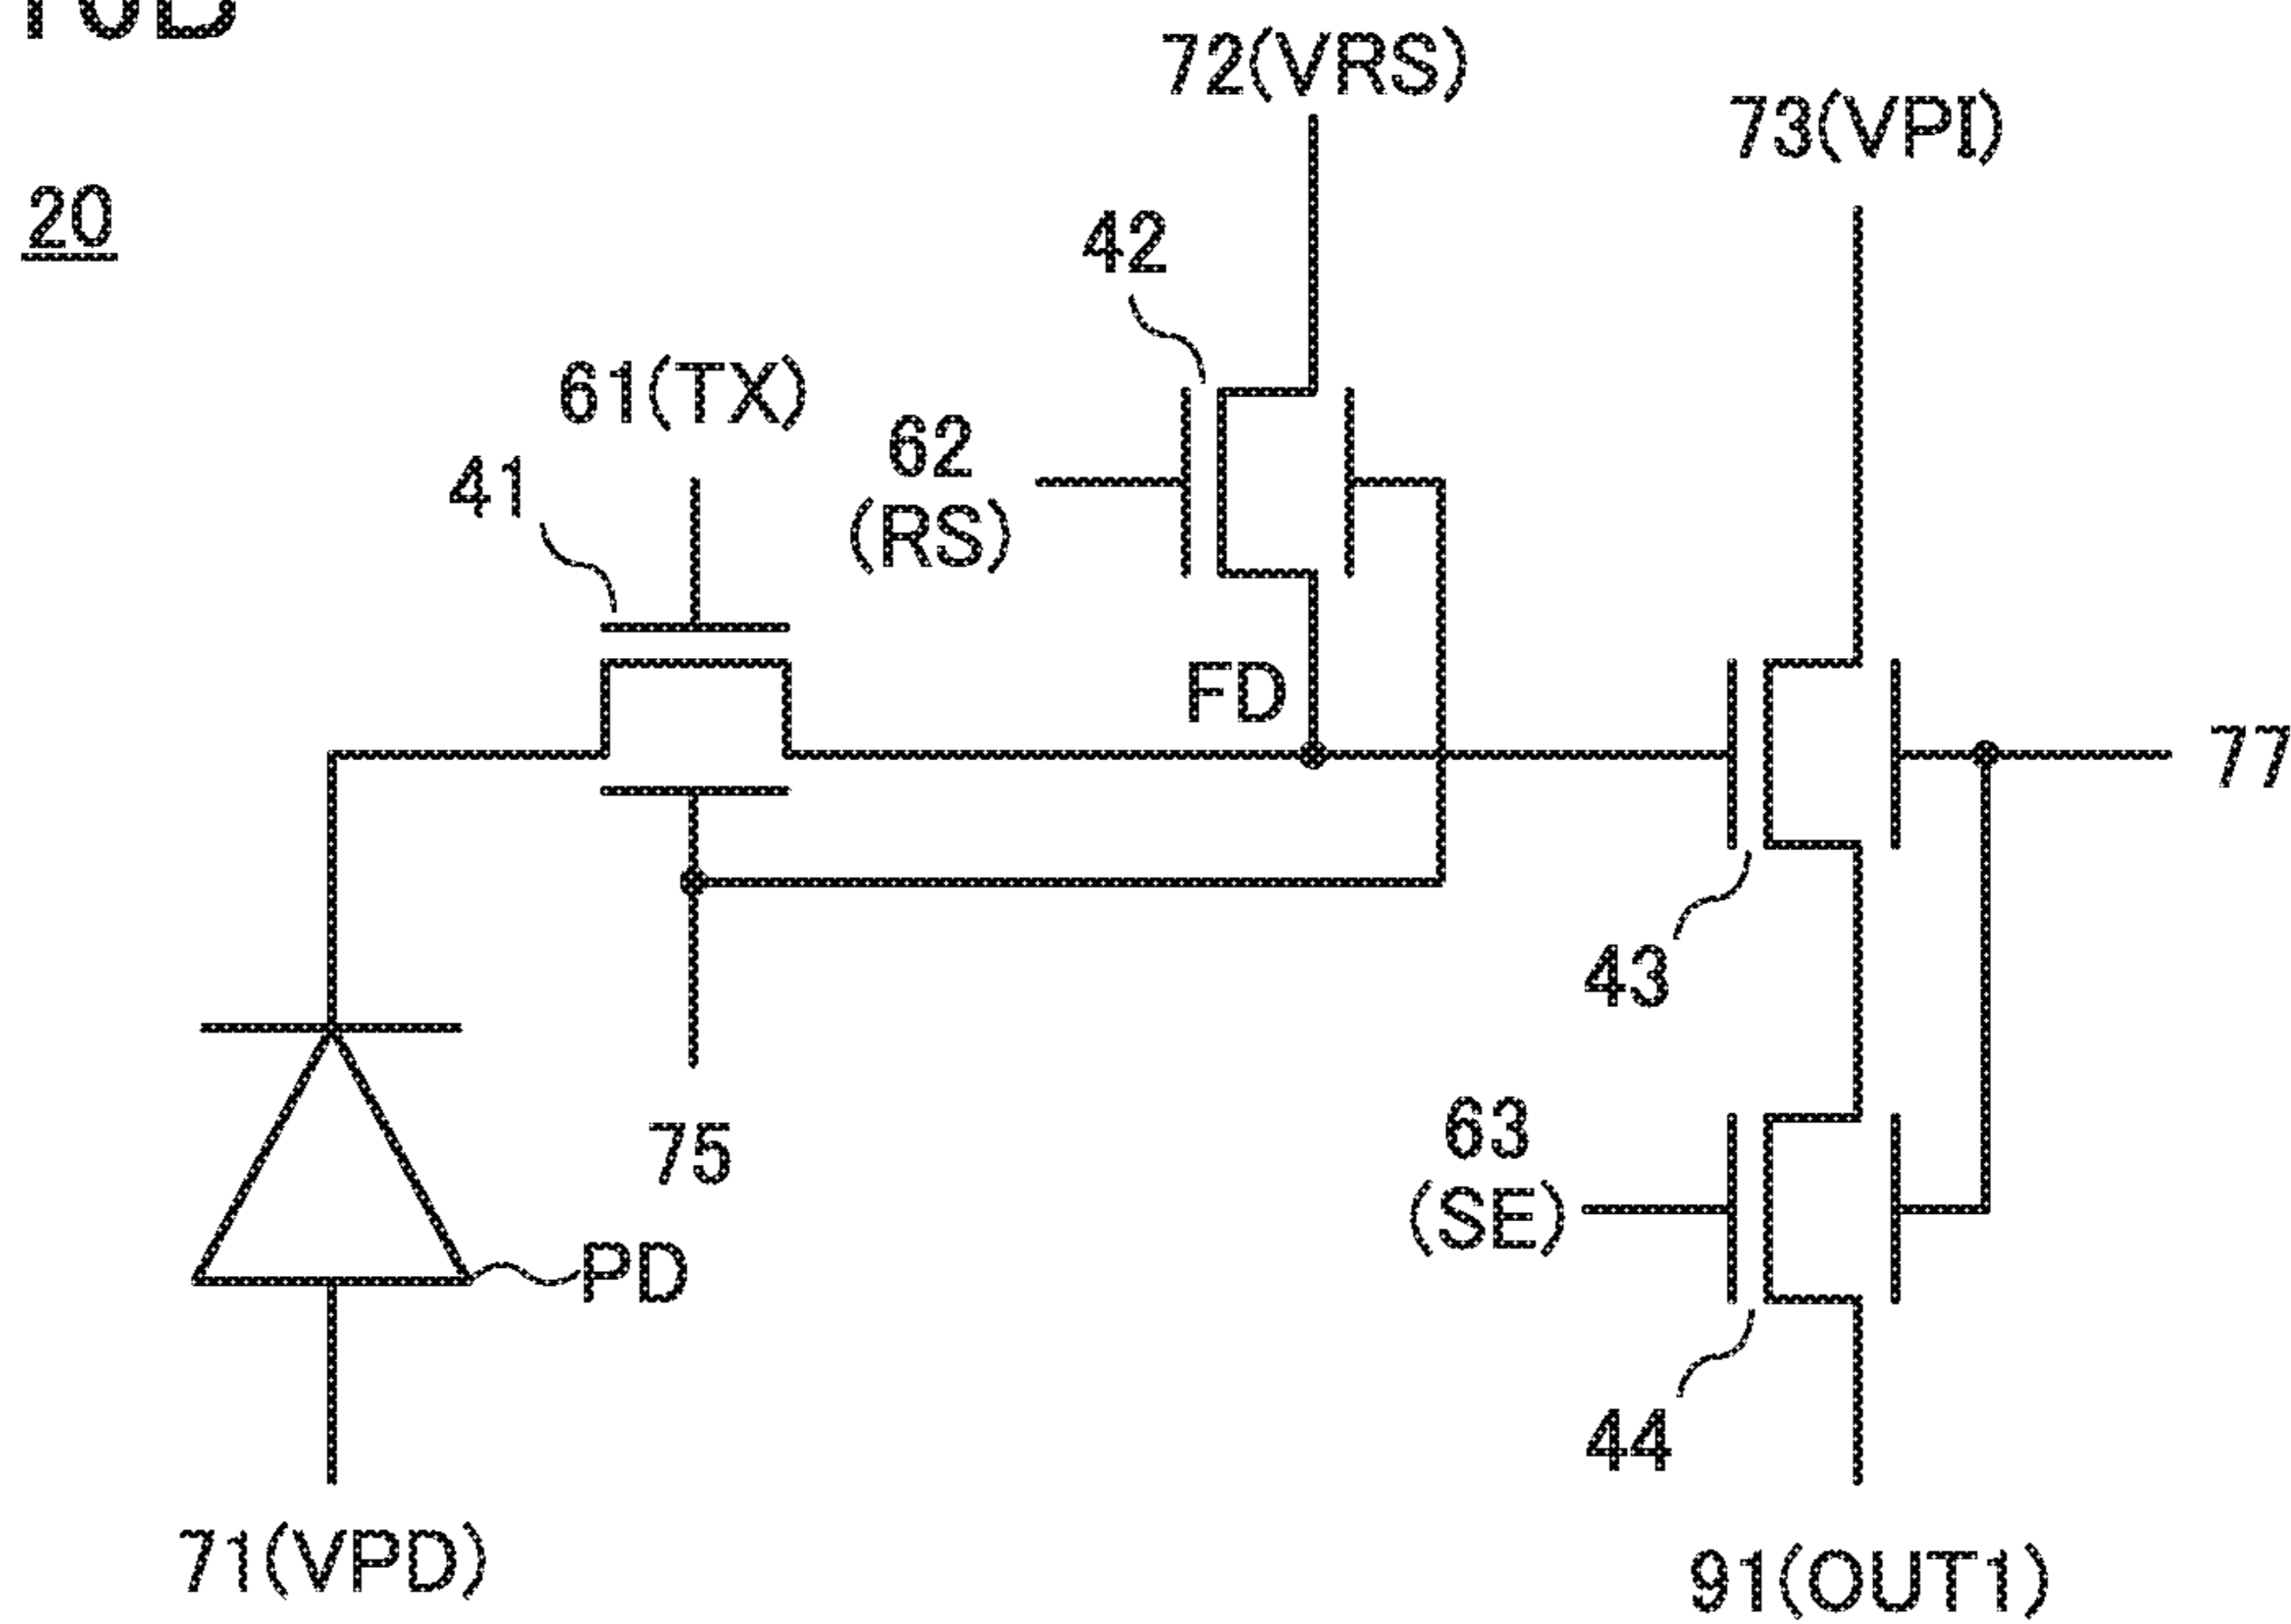 20
72(VRS)
73(VPI)
42
61(TX)
62
(RS)
41
FD
77
43
75
63
(SE)
PD
44
71(VPD)
91(OUT1)